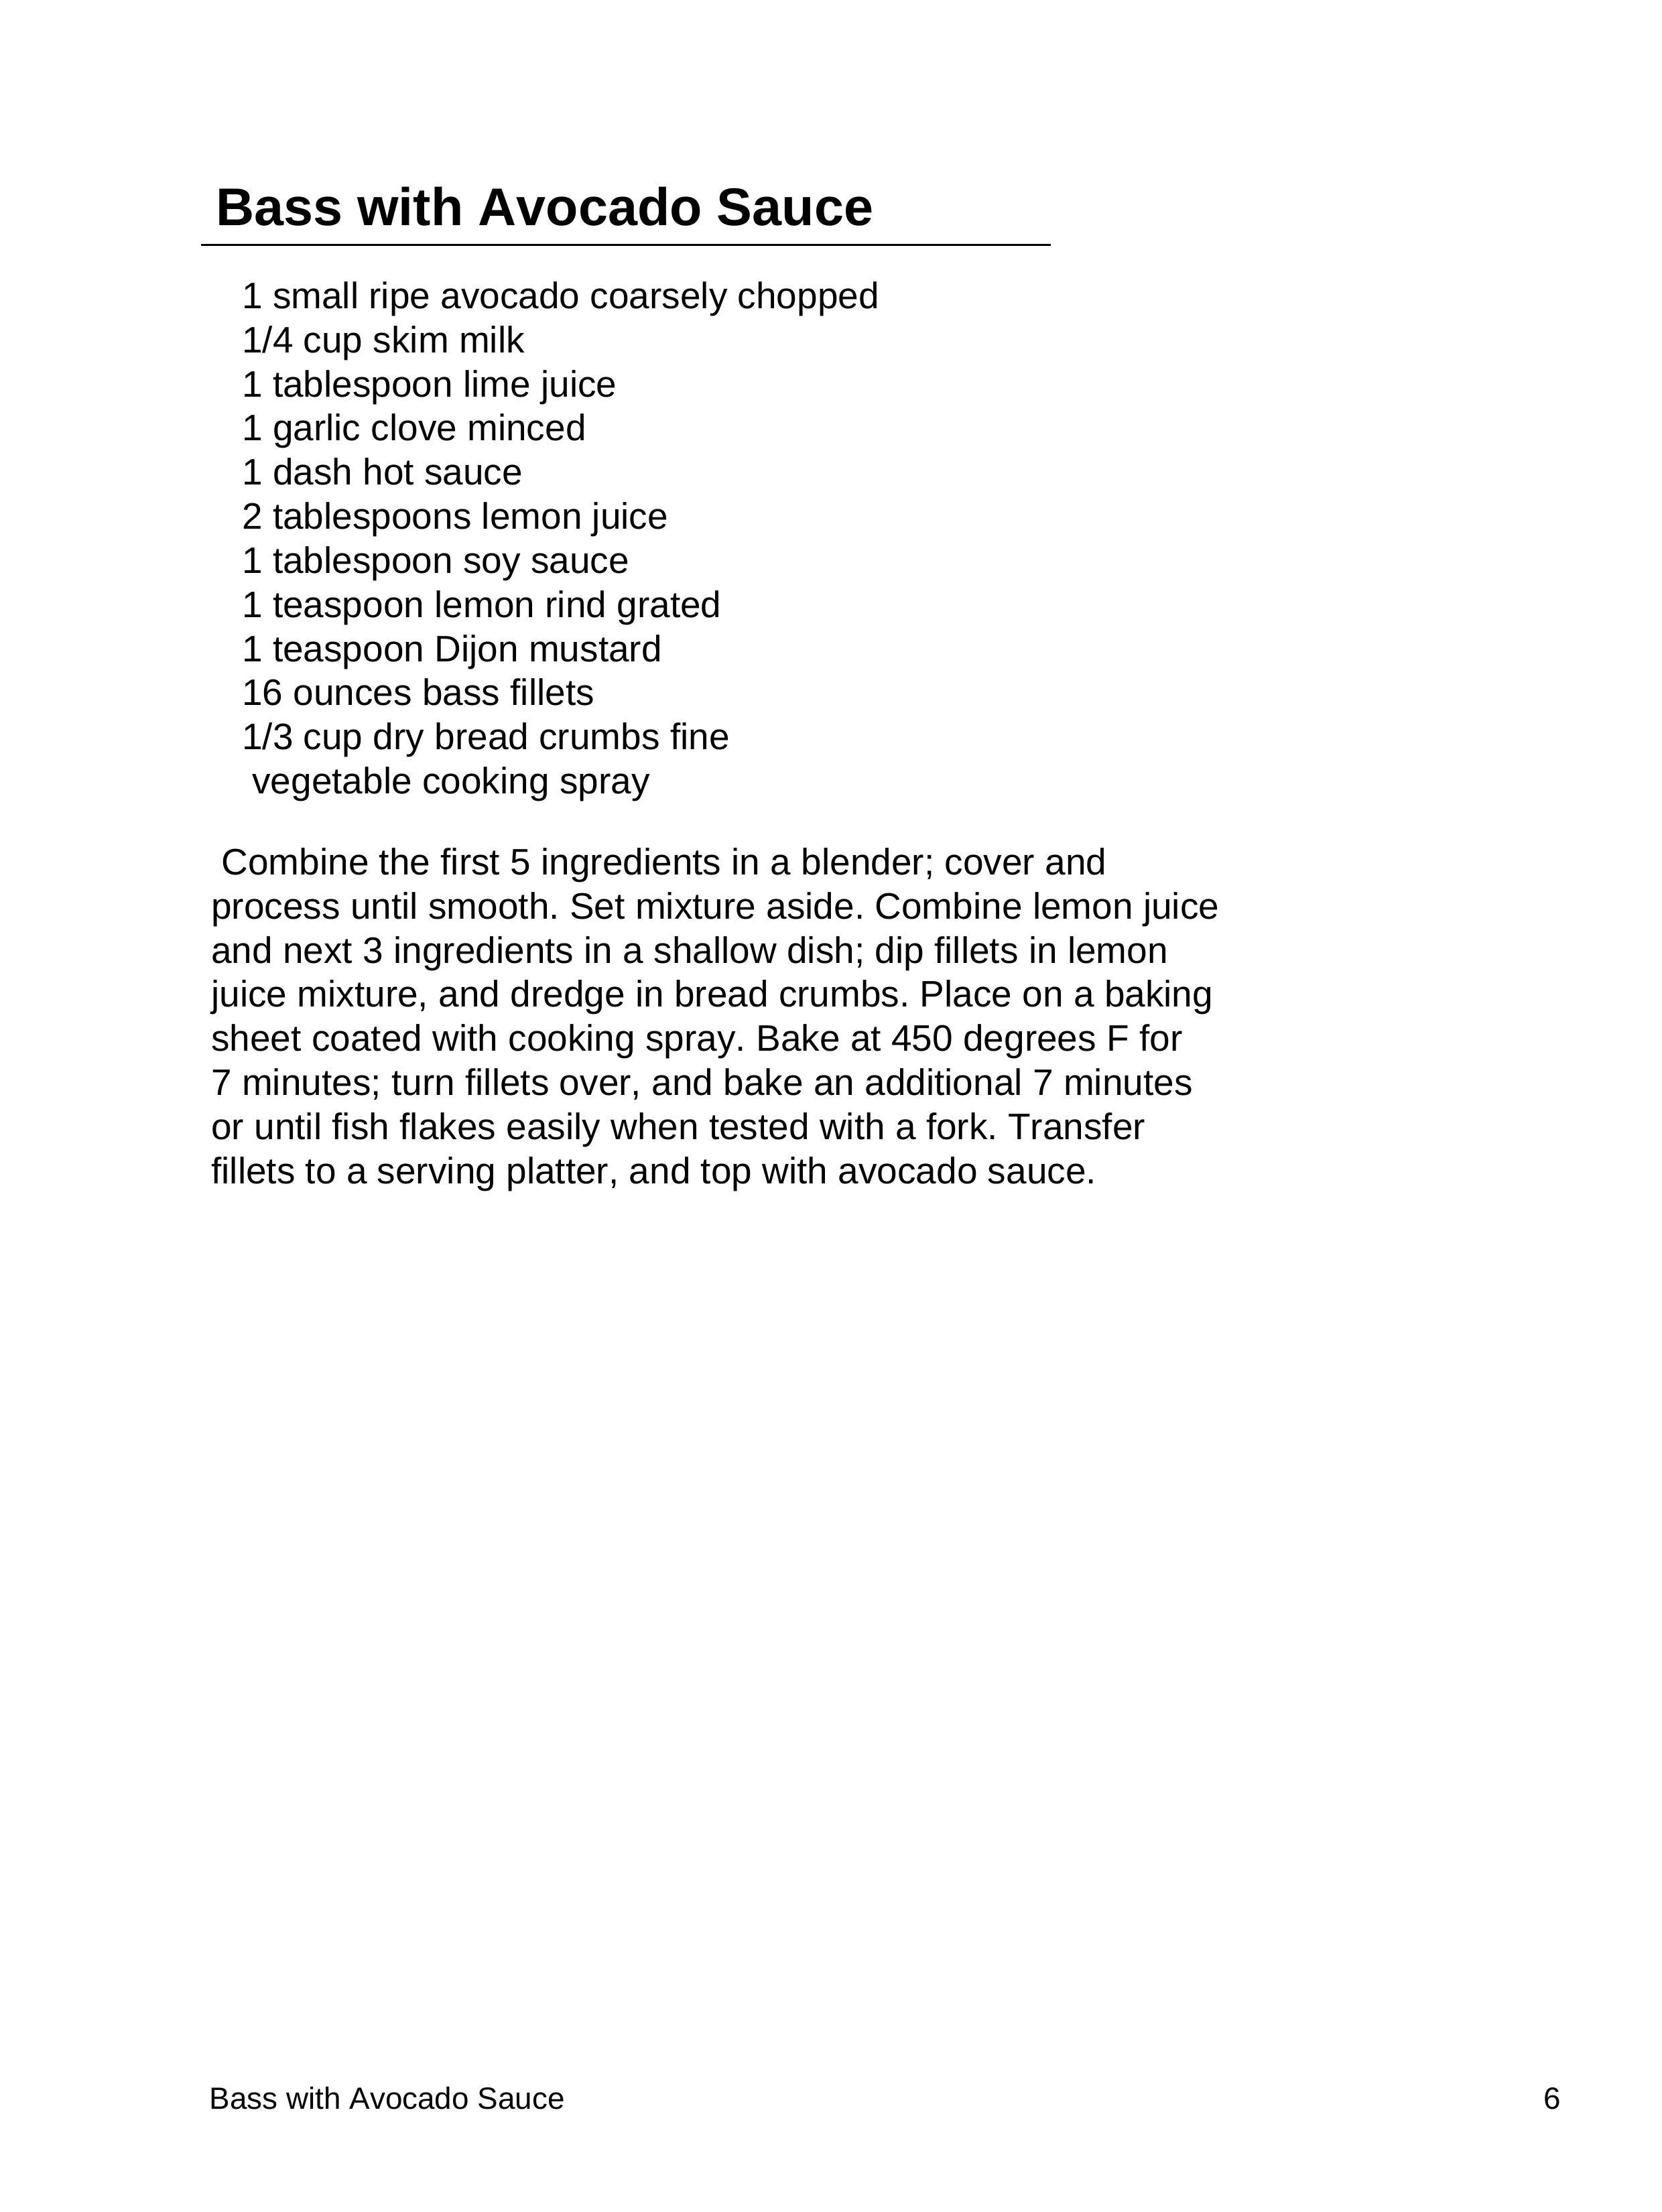 Bass with Avocado Sauce
1 small ripe avocado coarsely chopped
1/4 cup skim milk
1 tablespoon lime juice
1 garlic clove minced
1 dash hot sauce
2 tablespoons lemon juice
1 tablespoon soy sauce
1 teaspoon lemon rind grated
1 teaspoon Dijon mustard
16 ounces bass fillets
1/3 cup dry bread crumbs fine
vegetable cooking spray
Combine the first 5 ingredients in a blender; cover and
process until smooth. Set mixture aside. Combine lemon juice
and next 3 ingredients in a shallow dish; dip fillets in lemon
juice mixture, and dredge in bread crumbs. Place on a baking
sheet coated with cooking spray. Bake at 450 degrees F for
7 minutes; turn fillets over, and bake an additional 7 minutes
or until fish flakes easily when tested with a fork. Transfer
fillets to a serving platter, and top with avocado sauce.
Bass with Avocado Sauce 6